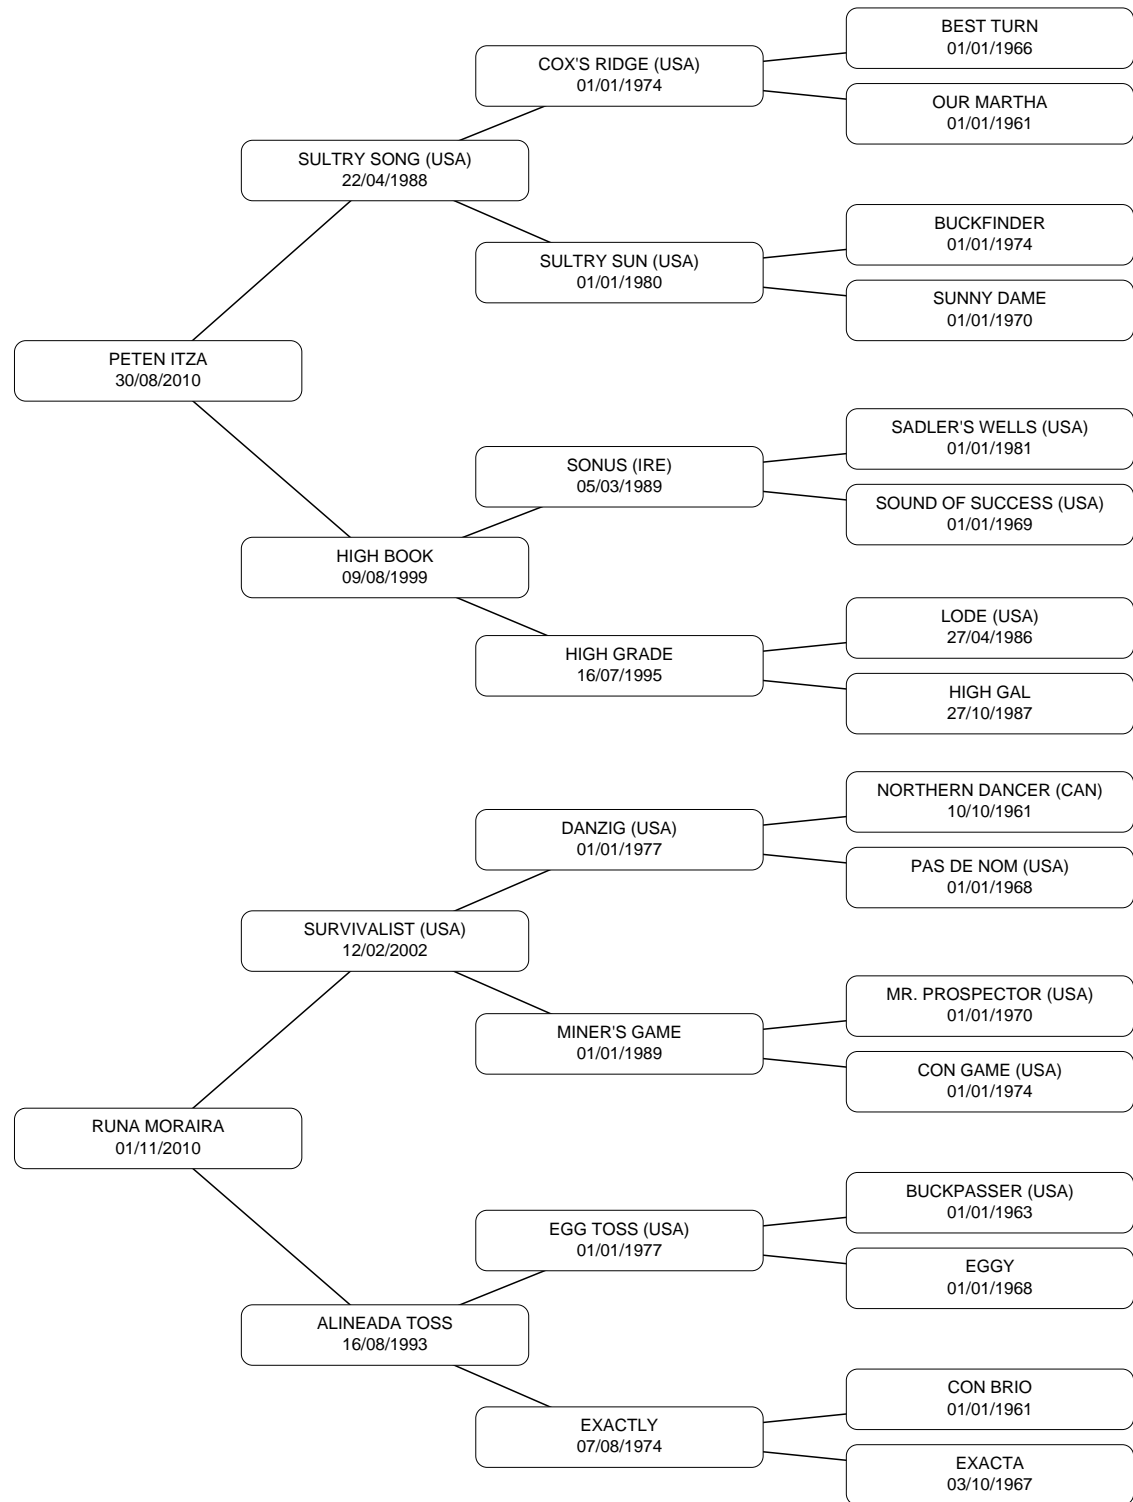 BEST TURN
01/01/1966
COX'S RIDGE (USA)
01/01/1974
OUR MARTHA
01/01/1961
SULTRY SONG (USA)
22/04/1988
BUCKFINDER
01/01/1974
SULTRY SUN (USA)
01/01/1980
SUNNY DAME
01/01/1970
PETEN ITZA
30/08/2010
SADLER'S WELLS (USA)
01/01/1981
SONUS (IRE)
05/03/1989
SOUND OF SUCCESS (USA)
01/01/1969
HIGH BOOK
09/08/1999
LODE (USA)
27/04/1986
HIGH GRADE
16/07/1995
HIGH GAL
27/10/1987
NORTHERN DANCER (CAN)
10/10/1961
DANZIG (USA)
01/01/1977
PAS DE NOM (USA)
01/01/1968
SURVIVALIST (USA)
12/02/2002
MR. PROSPECTOR (USA)
01/01/1970
MINER'S GAME
01/01/1989
CON GAME (USA)
01/01/1974
RUNA MORAIRA
01/11/2010
BUCKPASSER (USA)
01/01/1963
EGG TOSS (USA)
01/01/1977
EGGY
01/01/1968
ALINEADA TOSS
16/08/1993
CON BRIO
01/01/1961
EXACTLY
07/08/1974
EXACTA
03/10/1967